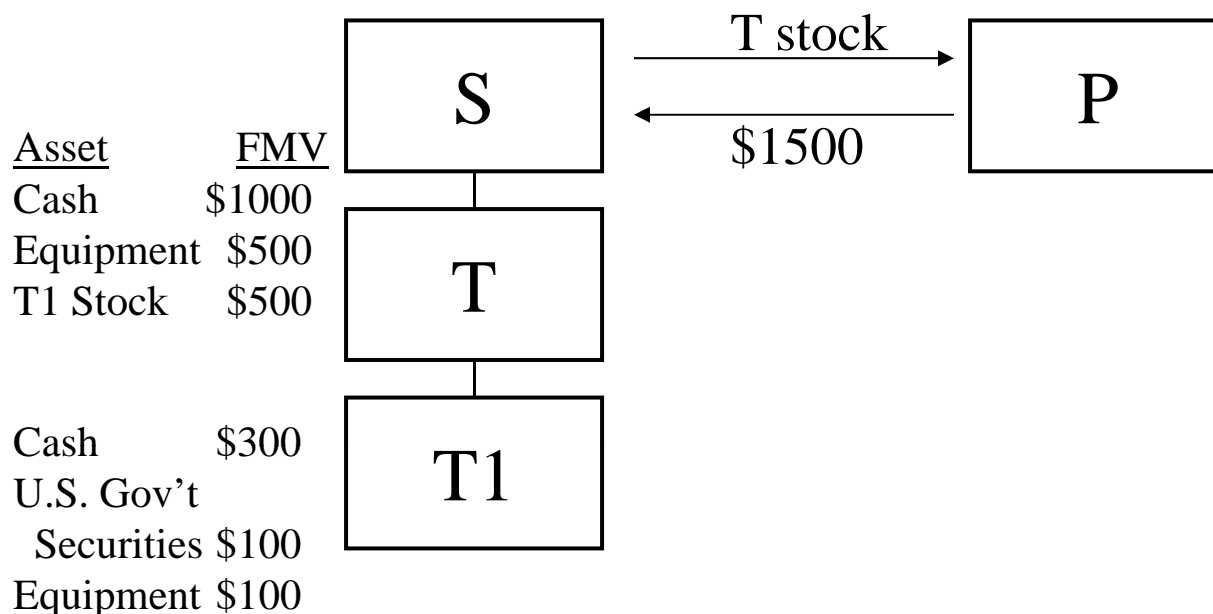 T stock
S
P
$1500
Asset FMV
Cash $1000
Equipment $500
T1 Stock $500
T
Cash $300
U.S. Gov't
Securities $100
Equipment $100
T1